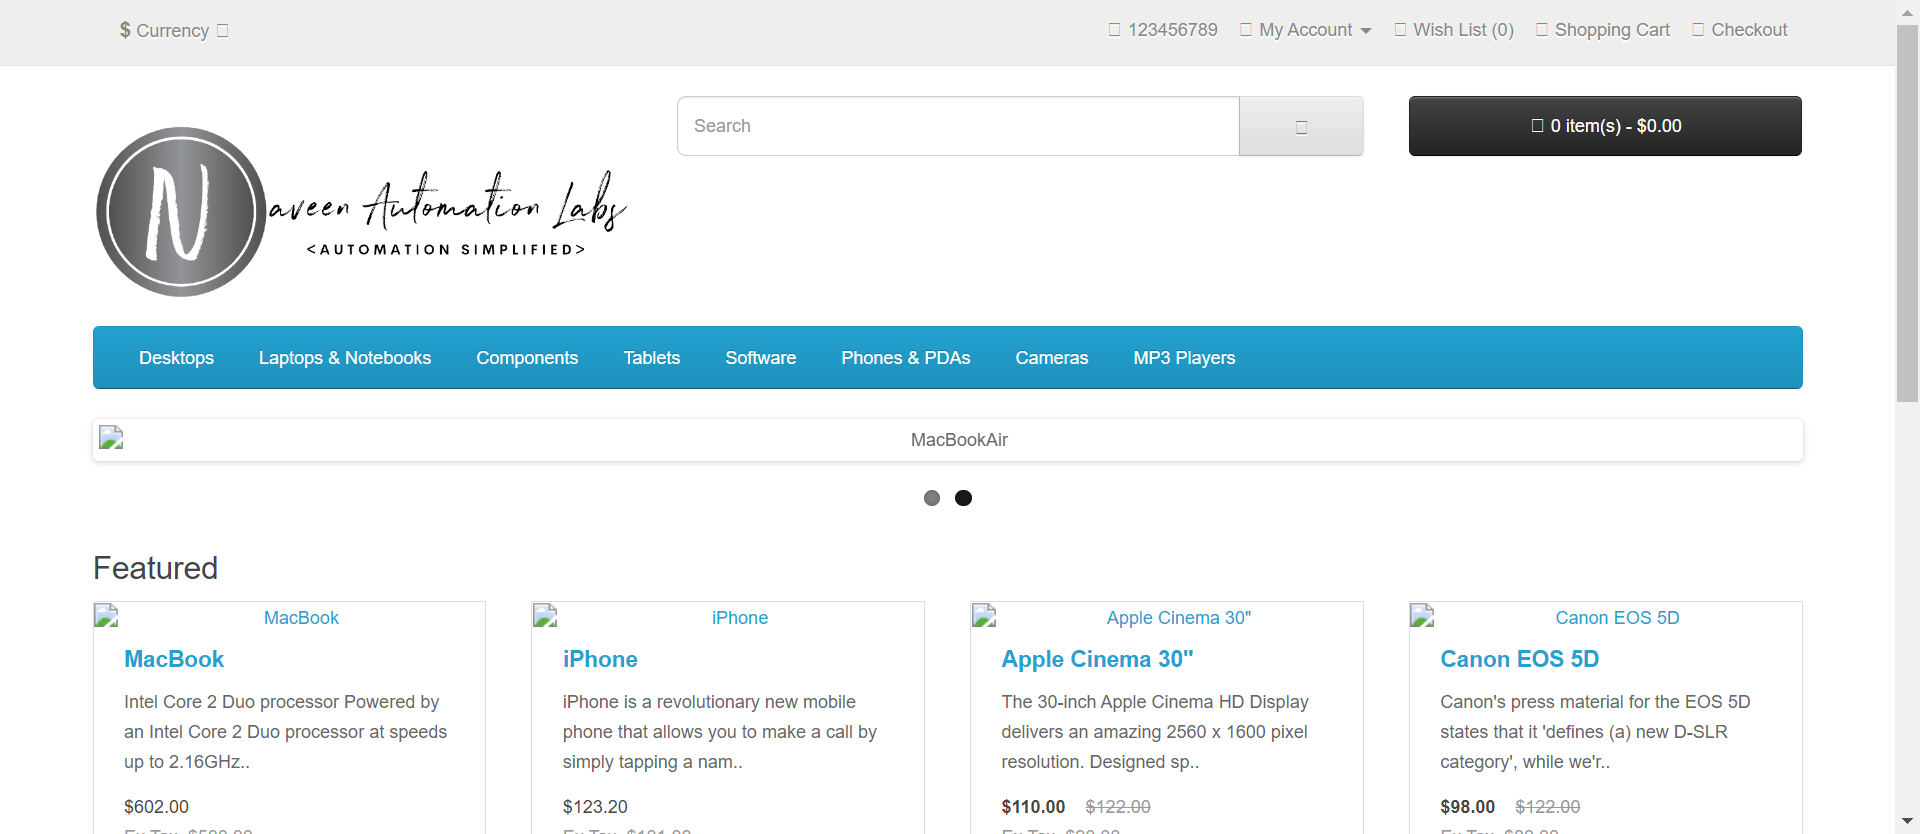 $ Currency
123456789 My Account Wish List (0) Shopping Cart Checkout
Search
0 item(s) - $0.00
N
aveen Automation Labs
<AUTOMATION SIMPLIFIED>
Desktops Laptops & Notebooks Components Tablets Software Phones & PDAs Cameras MP3 Players
MacBookAir
Featured
MacBook
MacBook
Intel Core 2 Duo processor Powered by
an Intel Core 2 Duo processor at speeds
up to 2.16GHz..
$602.00
iPhone
iPhone
iPhone is a revolutionary new mobile
phone that allows you to make a call by
simply tapping a nam..
$123.20
Apple Cinema 30"
Apple Cinema 30"
The 30-inch Apple Cinema HD Display
delivers an amazing 2560 x 1600 pixel
resolution. Designed sp..
$110.00 $122.00
Canon EOS 5D
Canon EOS 5D
Canon's press material for the EOS 5D
states that it 'defines (a) new D-SLR
category', while we'r..
$98.00 $122.00